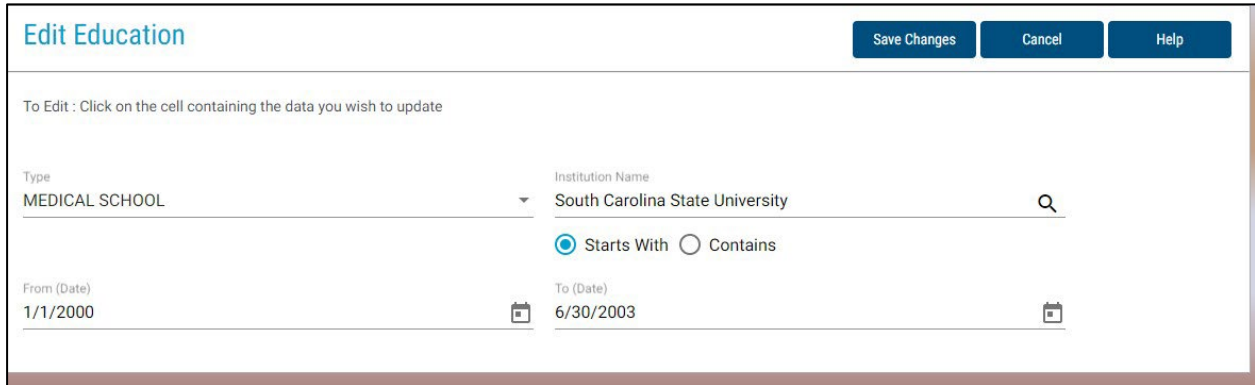 Edit Education
Save Changes
Cancel
Help
To Edit : Click on the cell containing the data you wish to update
Type
MEDICAL SCHOOL
Institution Name
South Carolina State University
Starts With
Contains
From (Date)
1/1/2000
To (Date)
6/30/2003